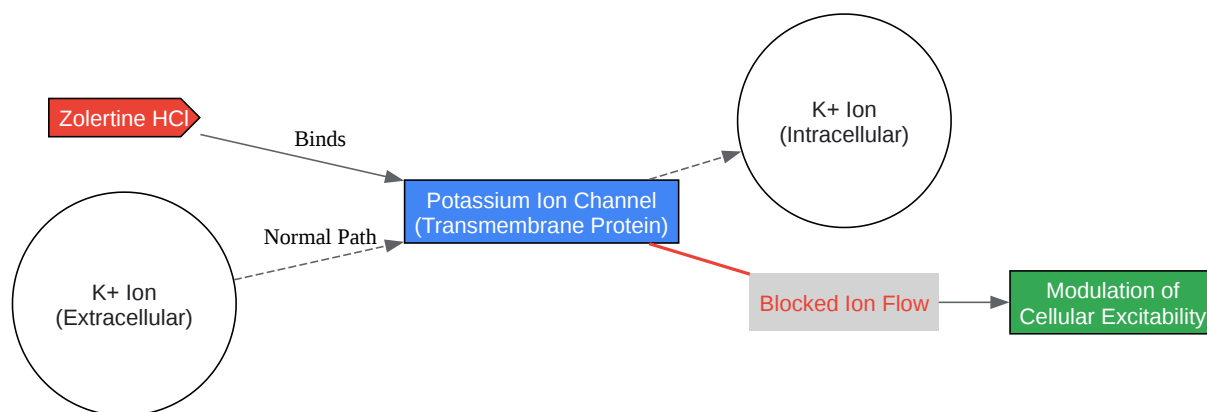 Zolertine HCl
Binds
K+ Ion
(Intracellular)
Potassium Ion Channel
(Transmembrane Protein)
Normal Path
K+ Ion
(Extracellular)
Blocked Ion Flow
Modulation of
Cellular Excitability